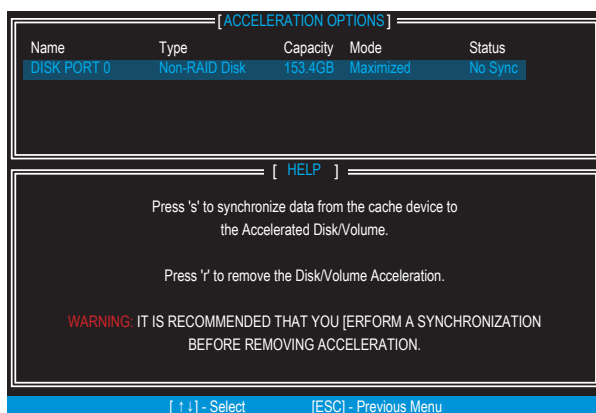 [ACCELERATION OPTIONS]
Name Type Capacity Mode Status
DISK PORT 0 Non-RAID Disk 153.4GB Maximized No Sync
[ HELP ]
Press 's' to synchronize data from the cache device to
the Accelerated Disk/Volume.
Press 'r' to remove the Disk/Volume Acceleration.
WARNING: IT IS RECOMMENDED THAT YOU [ERFORM A SYNCHRONIZATION
BEFORE REMOVING ACCELERATION.
[ ↑↓] - Select [ESC] - Previous Menu